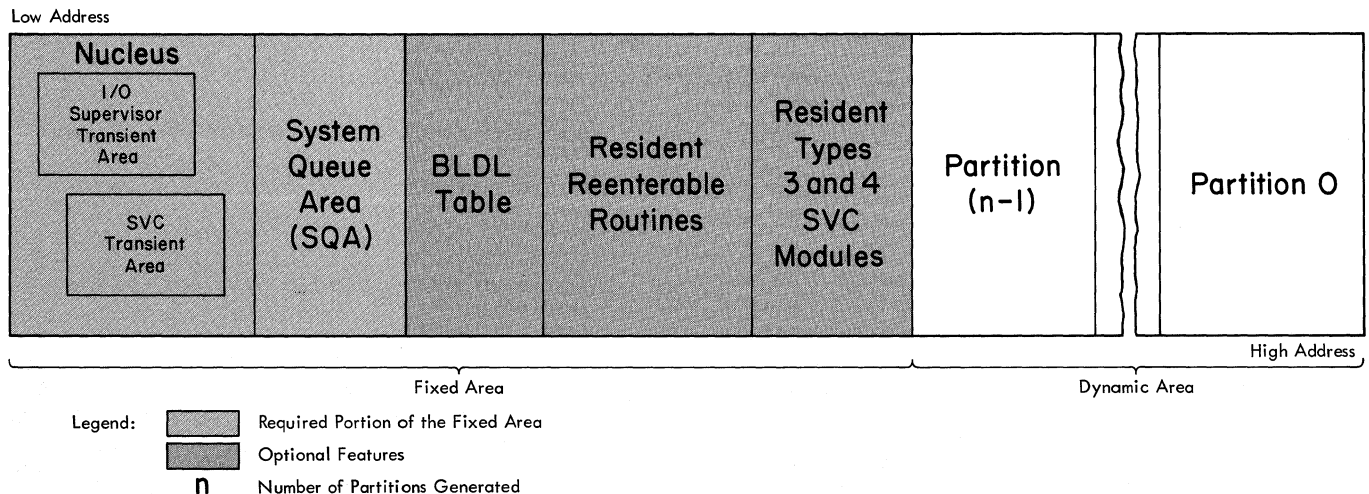 Low Address
Nucleus
I/O
Supervisor
Transient
Area
SVC
Transient
Area
System
Queue
Area
(SQA)
BLDL
Table
Resident
Reenterable
Routines
Resident
Types
3 and 4
SVC
Modules
Partition
(n-1)
Partition 0
High Address
Fixed Area
Dynamic Area
Legend:
Required Portion of the Fixed Area
Optional Features
n Number of Partitions Generated